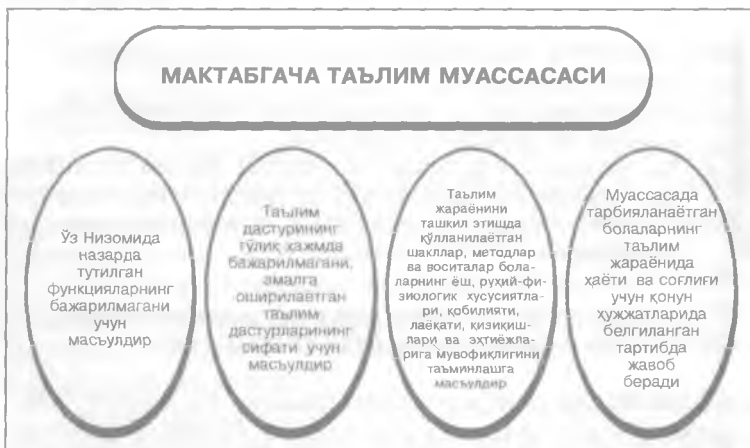 МАКТАБГАЧА ТАЪЛИМ МУАССАСАСИ
Ўз Низомида
назарда
тутилган
функцияларнинг
бажарилмагани
учун
масъулдир
Таълим
дастурининг
тўлиқ ҳажмда
бажарилмагани,
амалга
оширилаётган
таълим
дастурларининг
сифати учун
масъулдир
Таълим
жараёнини
ташкил этишда
қўлланилаётган
шакллар, методлар
ва воситалар бола-
ларнинг ёш, руҳий-фи-
зиологик хусусиятла-
ри, қобилияти,
лаёқати, қизиқиш-
лари ва эҳтиёжла-
рига мувофиқлигини
таъминлашга
масъулдир
Муассасада
тарбияланаётган
болаларнинг
таълим
жараёнида
ҳаёти ва соғлиғи
учун қонун
ҳужжатларида
белгиланган
тартибда
жавоб
беради